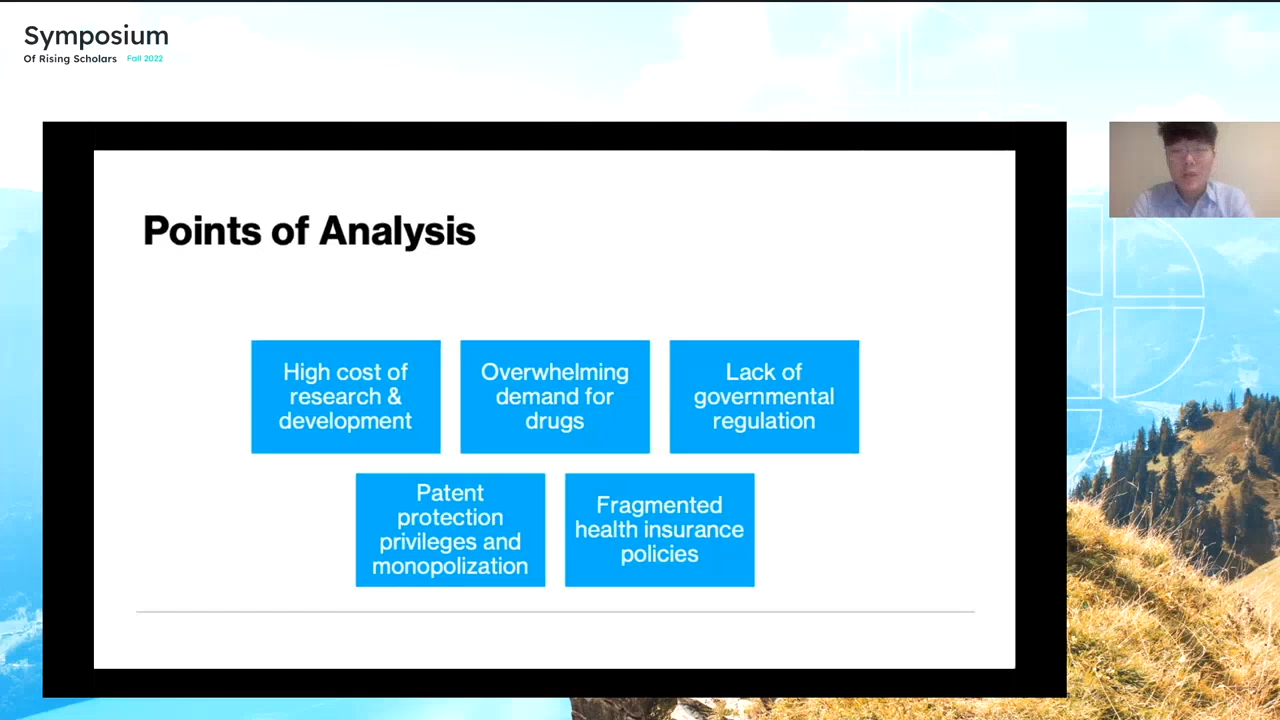 Symposium
Of Rising Scholars Fall 2022
Points of Analysis
High cost of
research &
development
Overwhelming
demand for
drugs
Lack of
governmental
regulation
Patent
protection
privileges and
monopolization
Fragmented
health insurance
policies